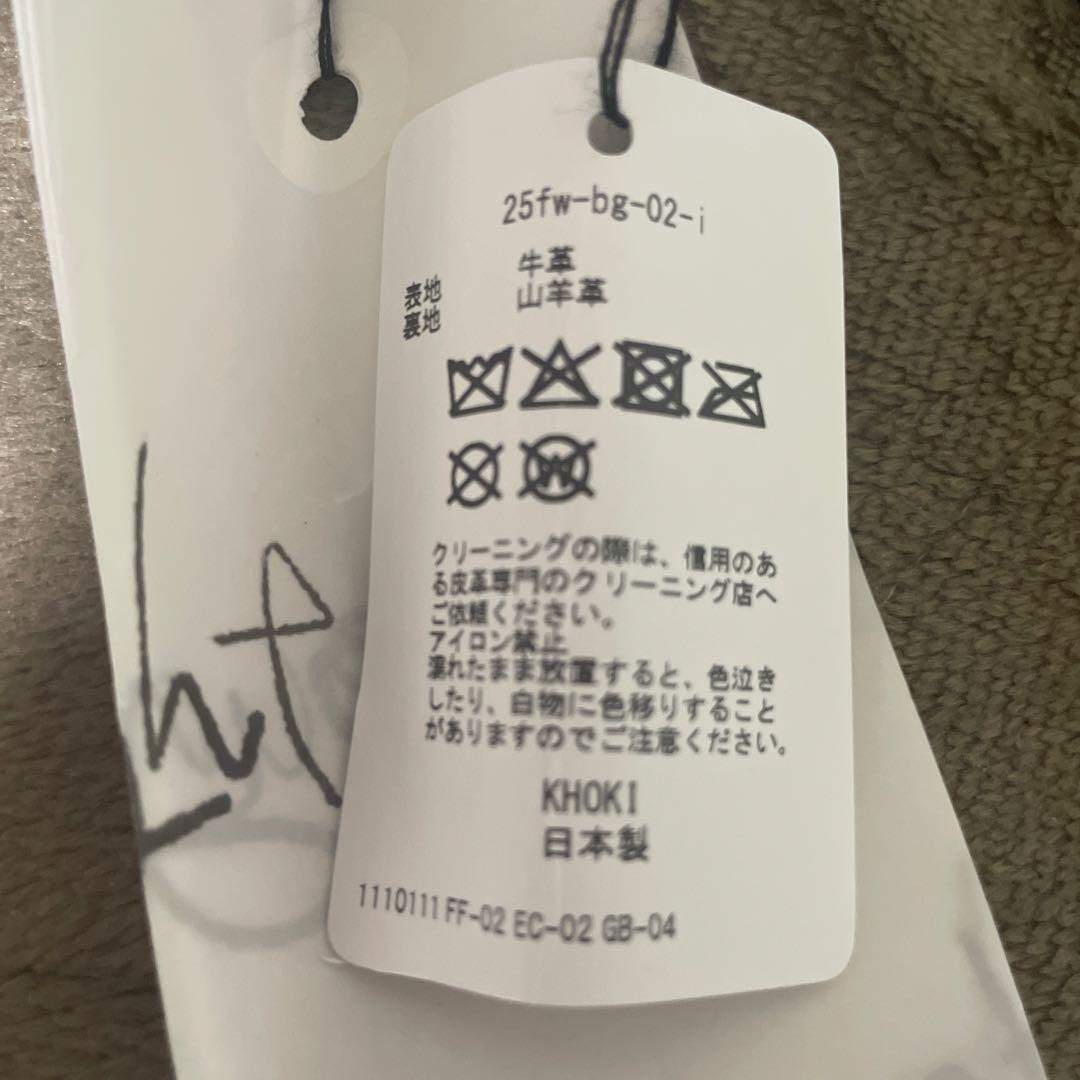 25fw-bg-02-i
表地 牛革
裏地 山羊革
クリーニングの際は、信用のあ
る皮革専門のクリーニング店へ
ご依頼ください。
アイロン禁止
濡れたまま放置すると、色泣き
したり、白物に色移りすること
がありますのでご注意ください。
KHOKI
日本製
1110111 FF-02 EC-02 GB-04